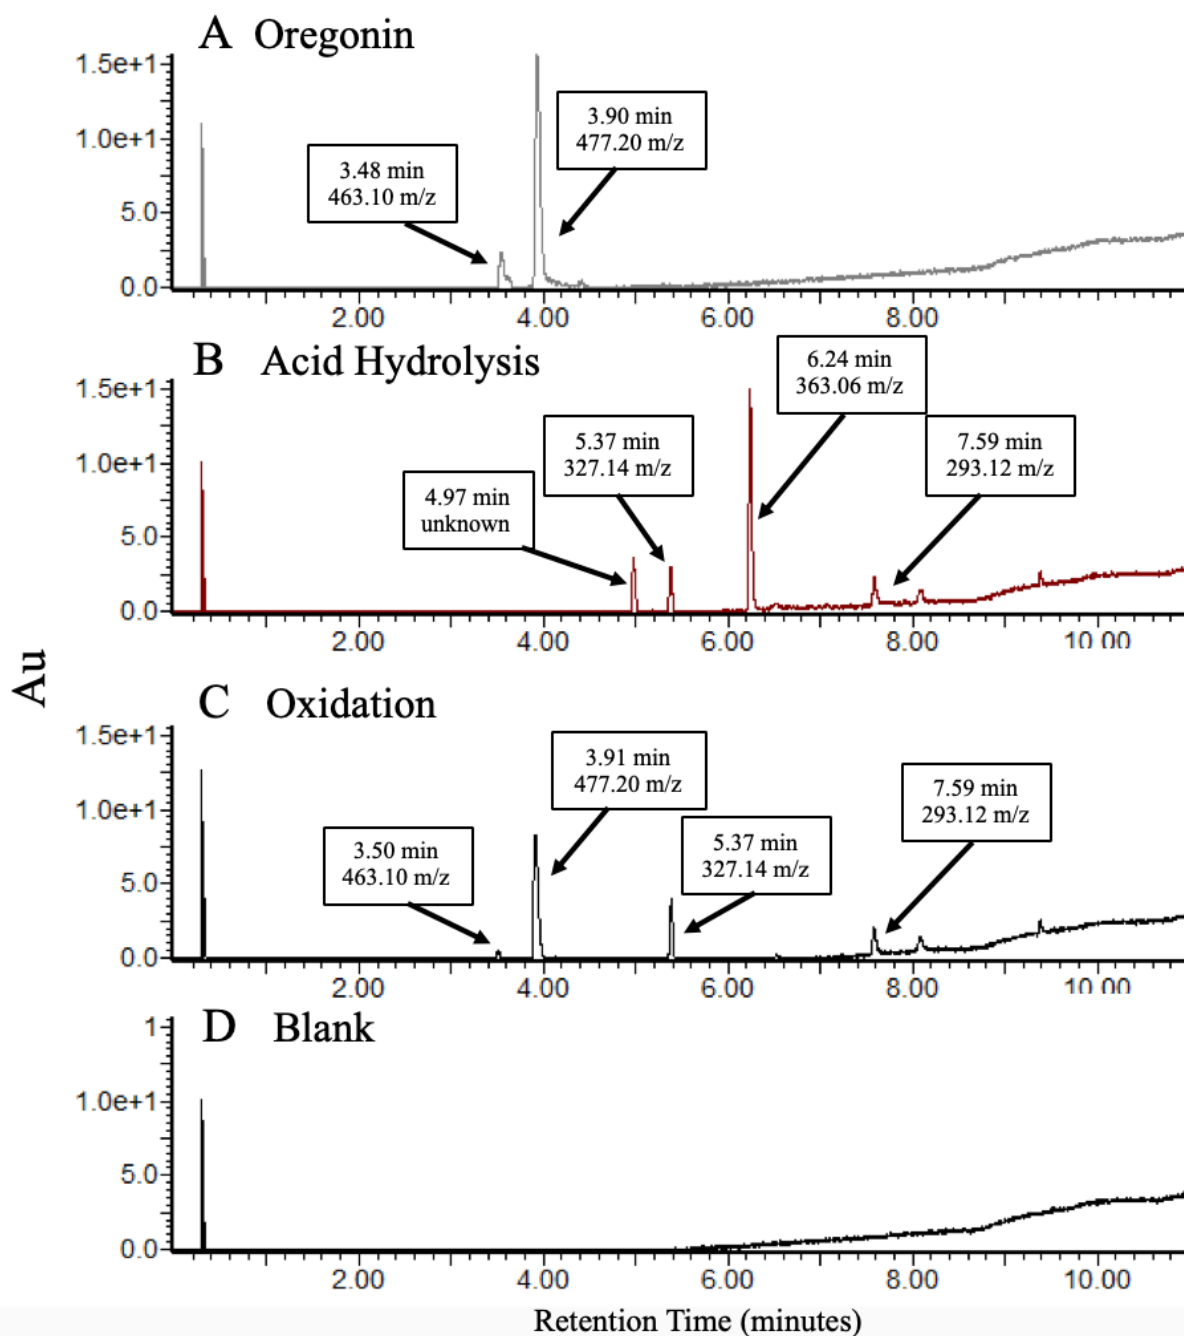 A Oregonin
1.5e+1
1.0e+1
5.0
0.0
3.48 min
463.10 m/z
3.90 min
477.20 m/z
2.00 4.00 6.00 8.00
B Acid Hydrolysis
1.5e+1
1.0e+1
5.0
0.0
4.97 min
unknown
5.37 min
327.14 m/z
6.24 min
363.06 m/z
7.59 min
293.12 m/z
2.00 4.00 6.00 8.00 10.00
Au
C Oxidation
1.5e+1
1.0e+1
5.0
0.0
3.50 min
463.10 m/z
3.91 min
477.20 m/z
5.37 min
327.14 m/z
7.59 min
293.12 m/z
2.00 4.00 6.00 8.00 10.00
D Blank
1
1.0e+1
5.0
0.0
2.00 4.00 6.00 8.00 10.00
Retention Time (minutes)